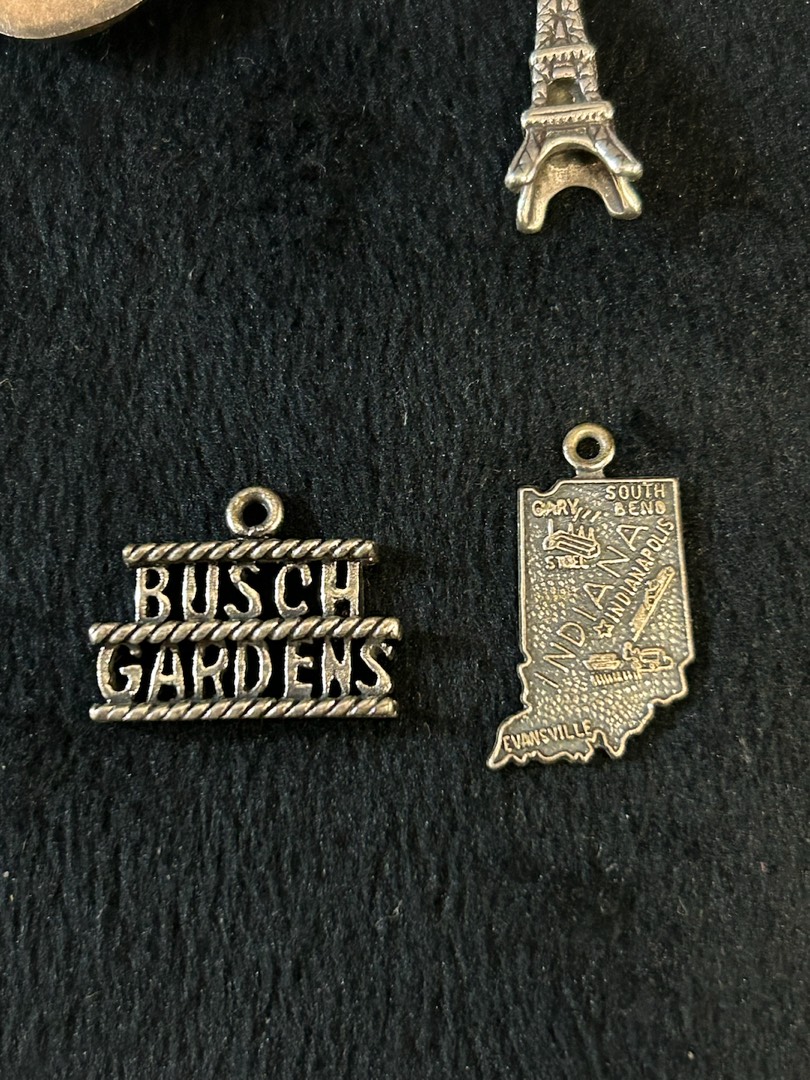 BUSCH
GARDENS
GARY
SOUTH
BEND
STEEL
INDIANA
INDIANAPOLIS
EVANSVILLE